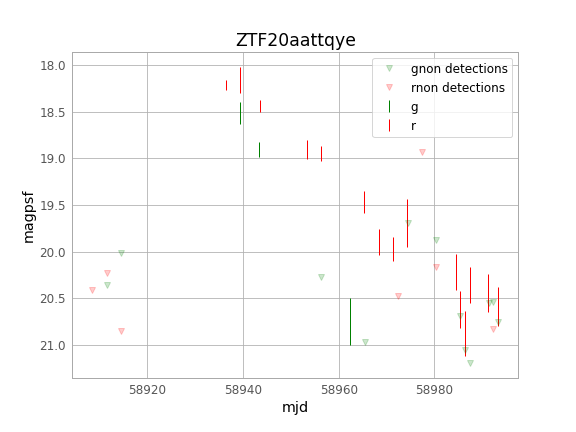 ZTF20aattqye
gnon detections
rnon detections
g
r
magpsf
18.0
18.5
19.0
19.5
20.0
20.5
21.0
58920
58940
58960
58980
mjd